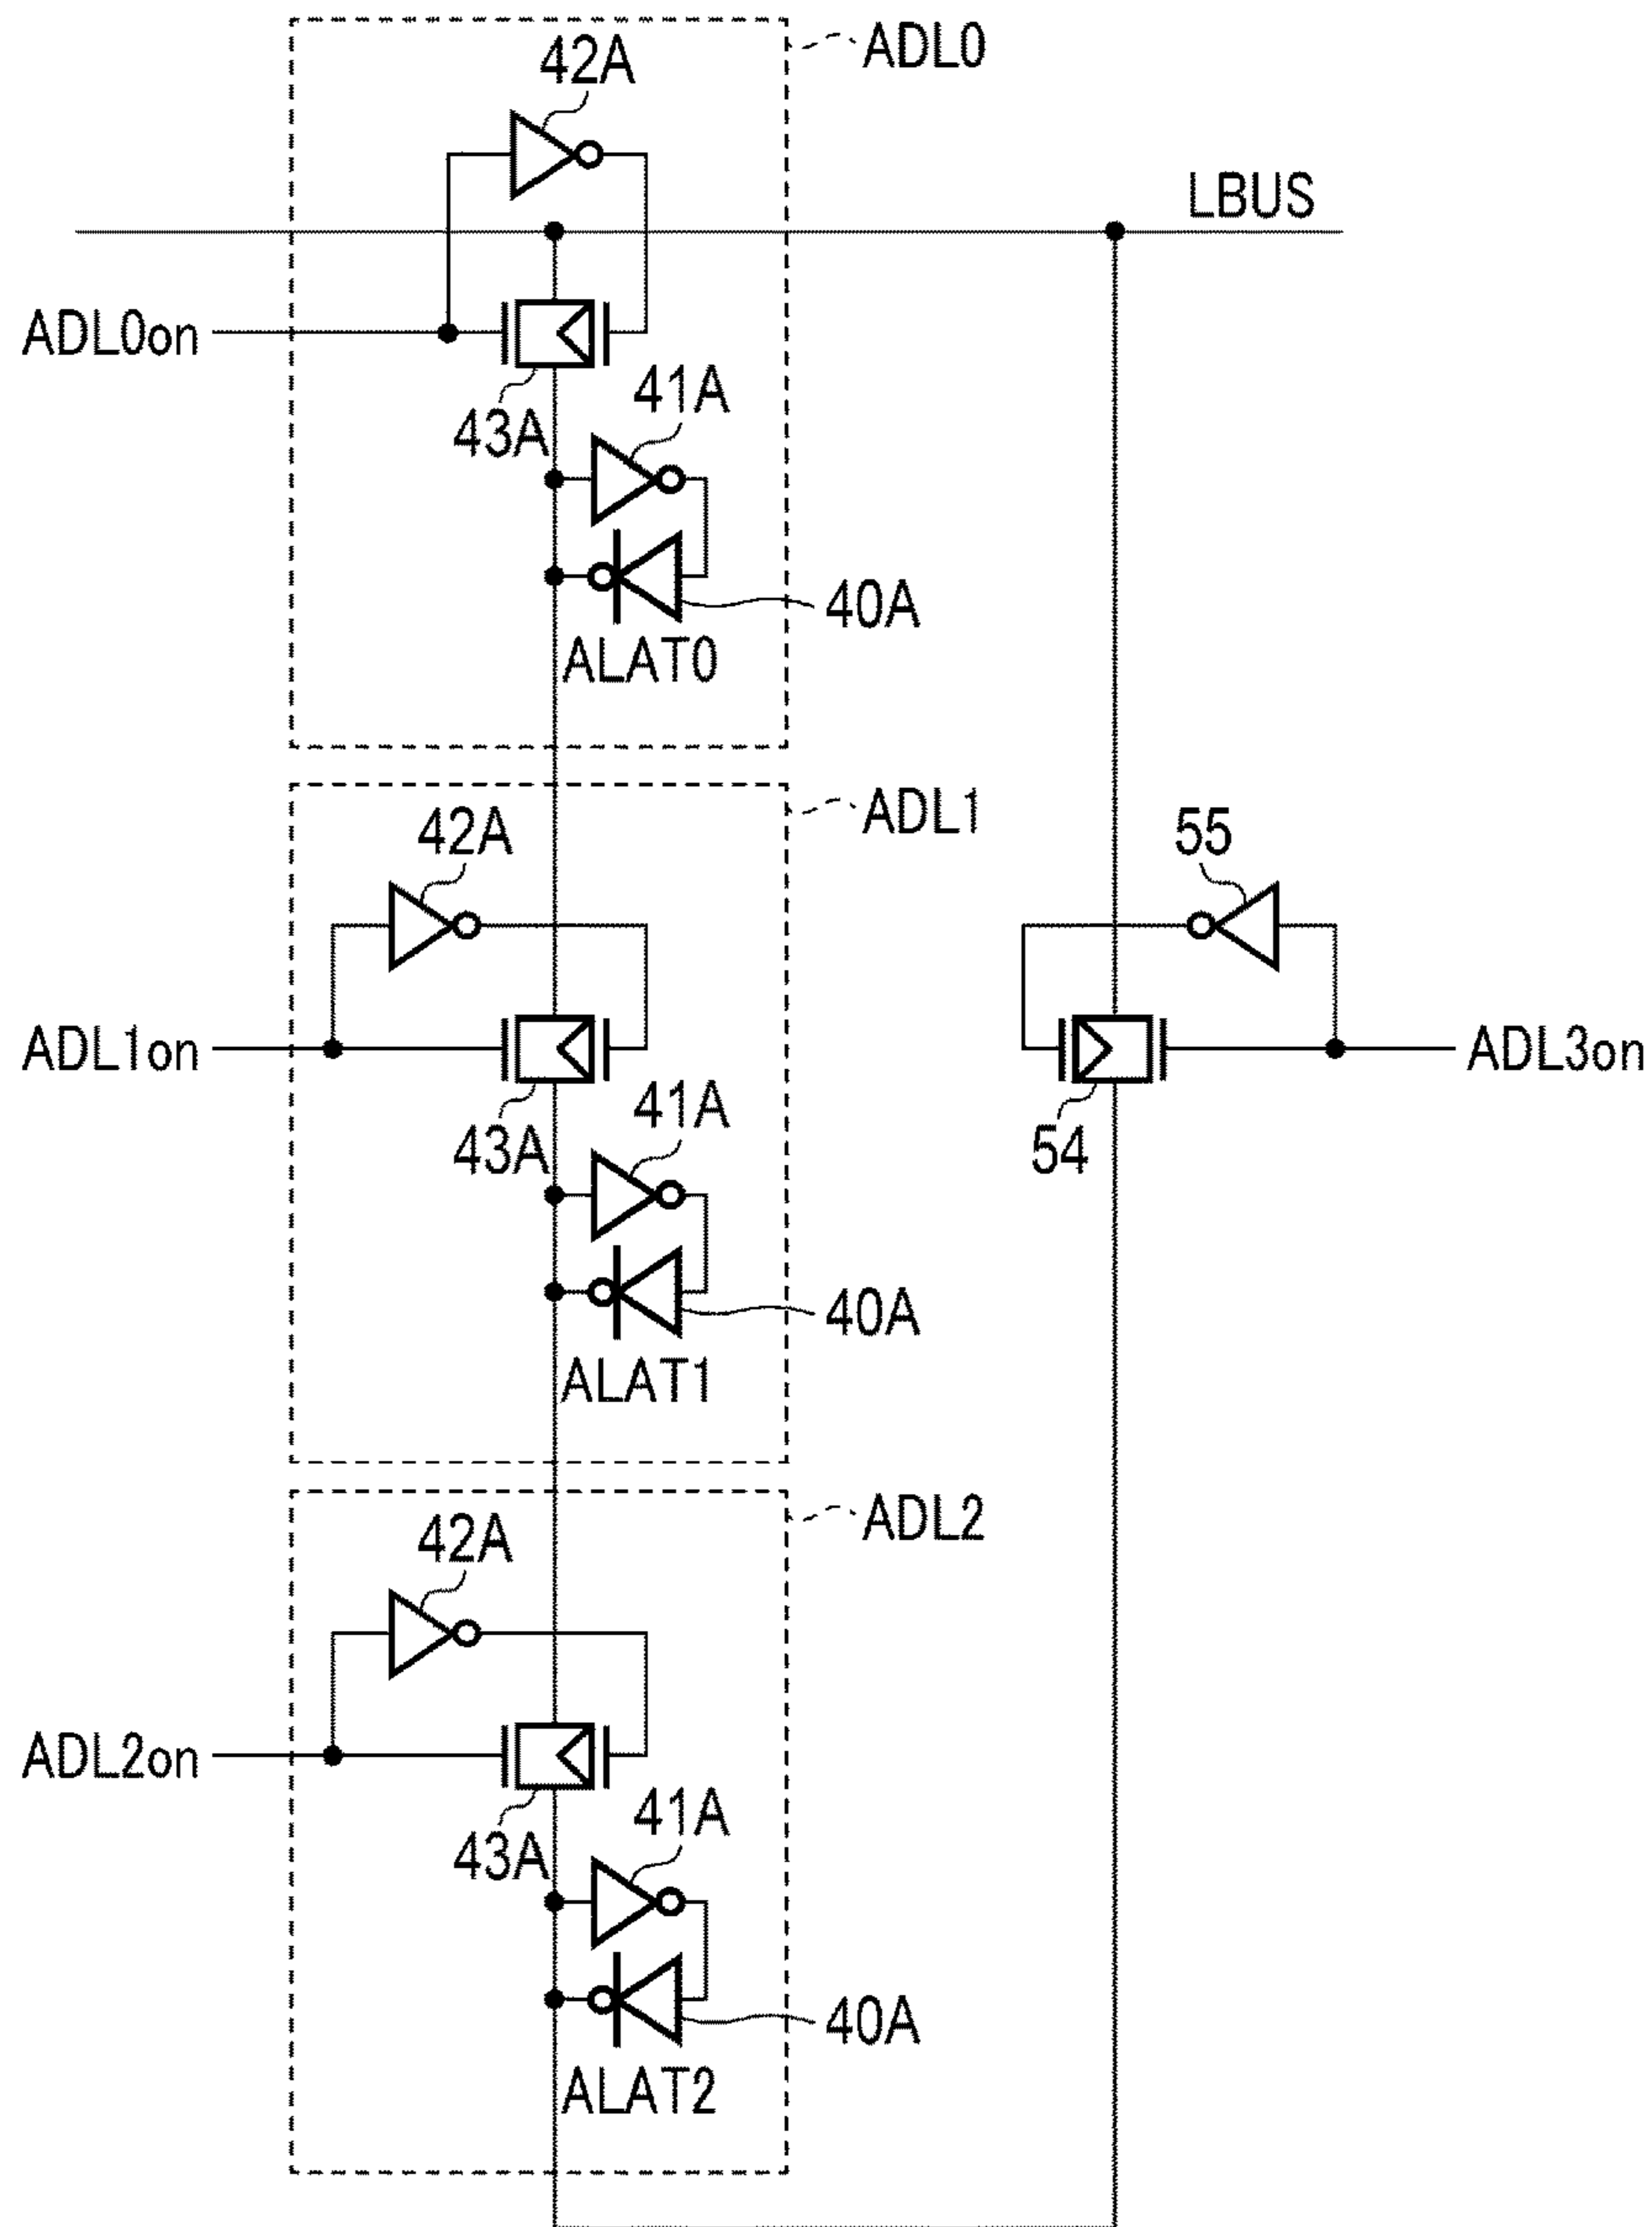 ADL0
42A
LBUS
ADL0on
41A
43A
40A
ALAT0
ADL1
42A
55
ADL1on
ADL3on
41A
43A
54
40A
ALAT1
ADL2
42A
ADL2on
41A
43A
40A
ALAT2